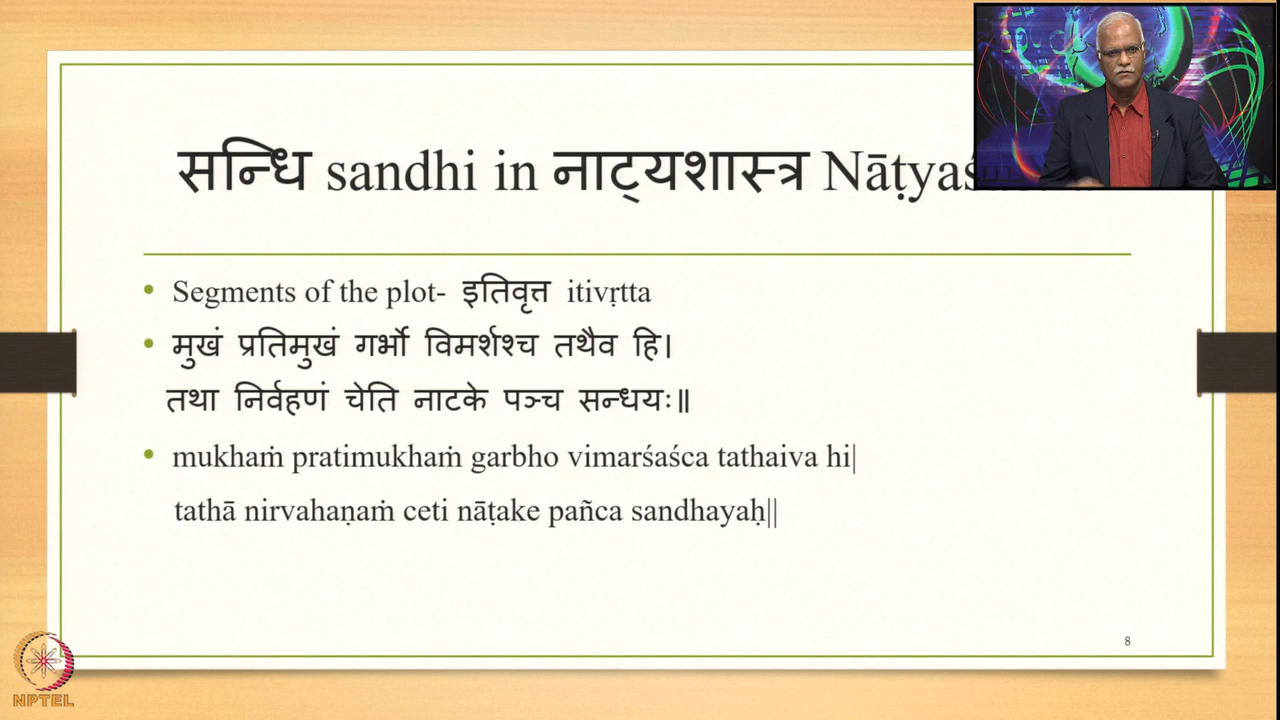 सन्धि sandhi in नाट्यशास्त्र
• Segments of the plot- इतिवृत्त itivṛtta
• मुखं प्रतिमुखं गर्भो विमर्शश्च तथैव हि।
तथा निर्वहणं चेति नाटके पञ्च सन्धयः॥
• mukhaṁ pratimukhaṁ garbho vimarśaśca tathaiva hi|
tathā nirvahaṇaṁ ceti nāṭake pañca sandhayaḥ||
8
NPTEL